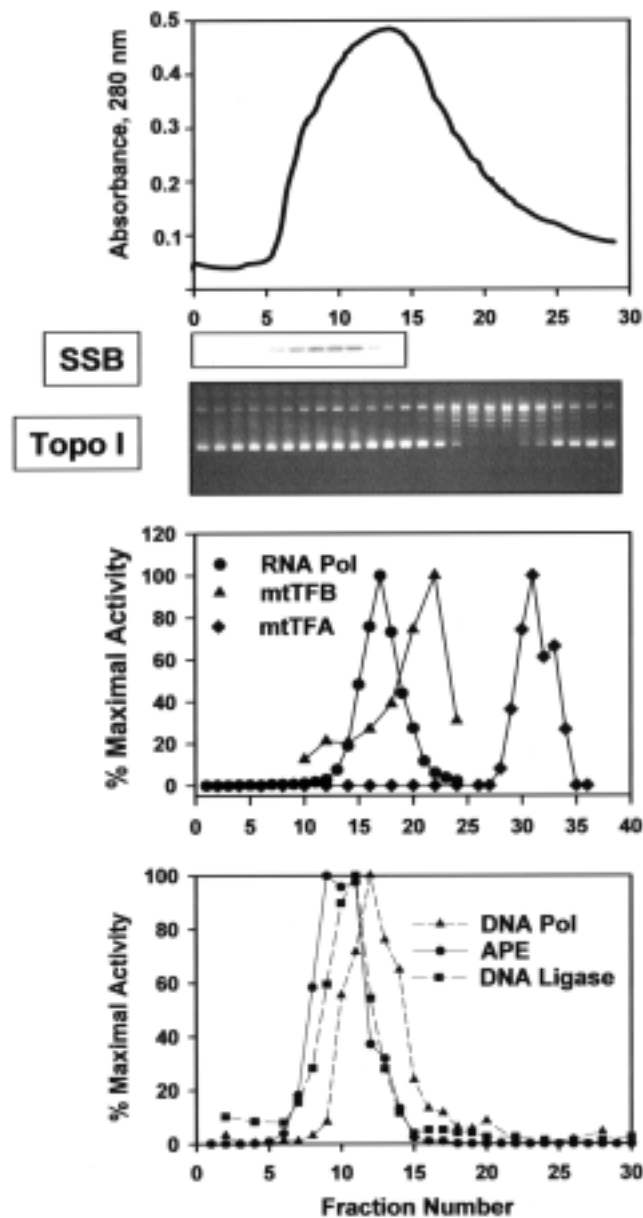 Absorbance, 280 nm
0.5
0.4
0.3
0.2
0.1
0 5 10 15 20 25 30
SSB
Topo I
% Maximal Activity
120
100
80
60
40
20
0
RNA Pol
mtTFB
mtTFA
0 5 10 15 20 25 30 35 40
% Maximal Activity
100
80
60
40
20
0
DNA Pol
APE
DNA Ligase
0 5 10 15 20 25 30
Fraction Number